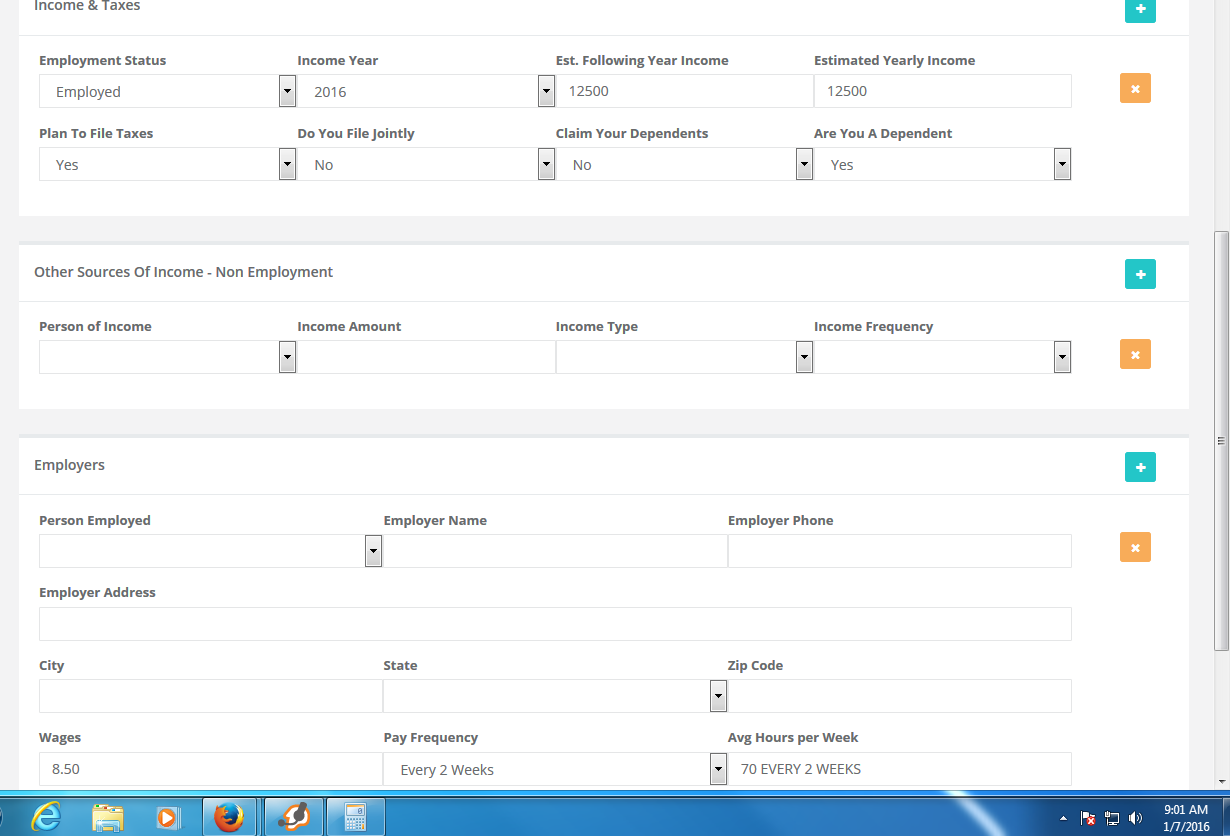 Income & Taxes
Employment Status Income Year Est. Following Year Income Estimated Yearly Income
Employed 2016 12500 12500
Plan To File Taxes Do You File Jointly Claim Your Dependents Are You A Dependent
Yes No No Yes
Other Sources Of Income - Non Employment
Person of Income Income Amount Income Type Income Frequency
Employers
Person Employed Employer Name Employer Phone
Employer Address
City State Zip Code
Wages Pay Frequency Avg Hours per Week
8.50 Every 2 Weeks 70 EVERY 2 WEEKS
9:01 AM
1/7/2016